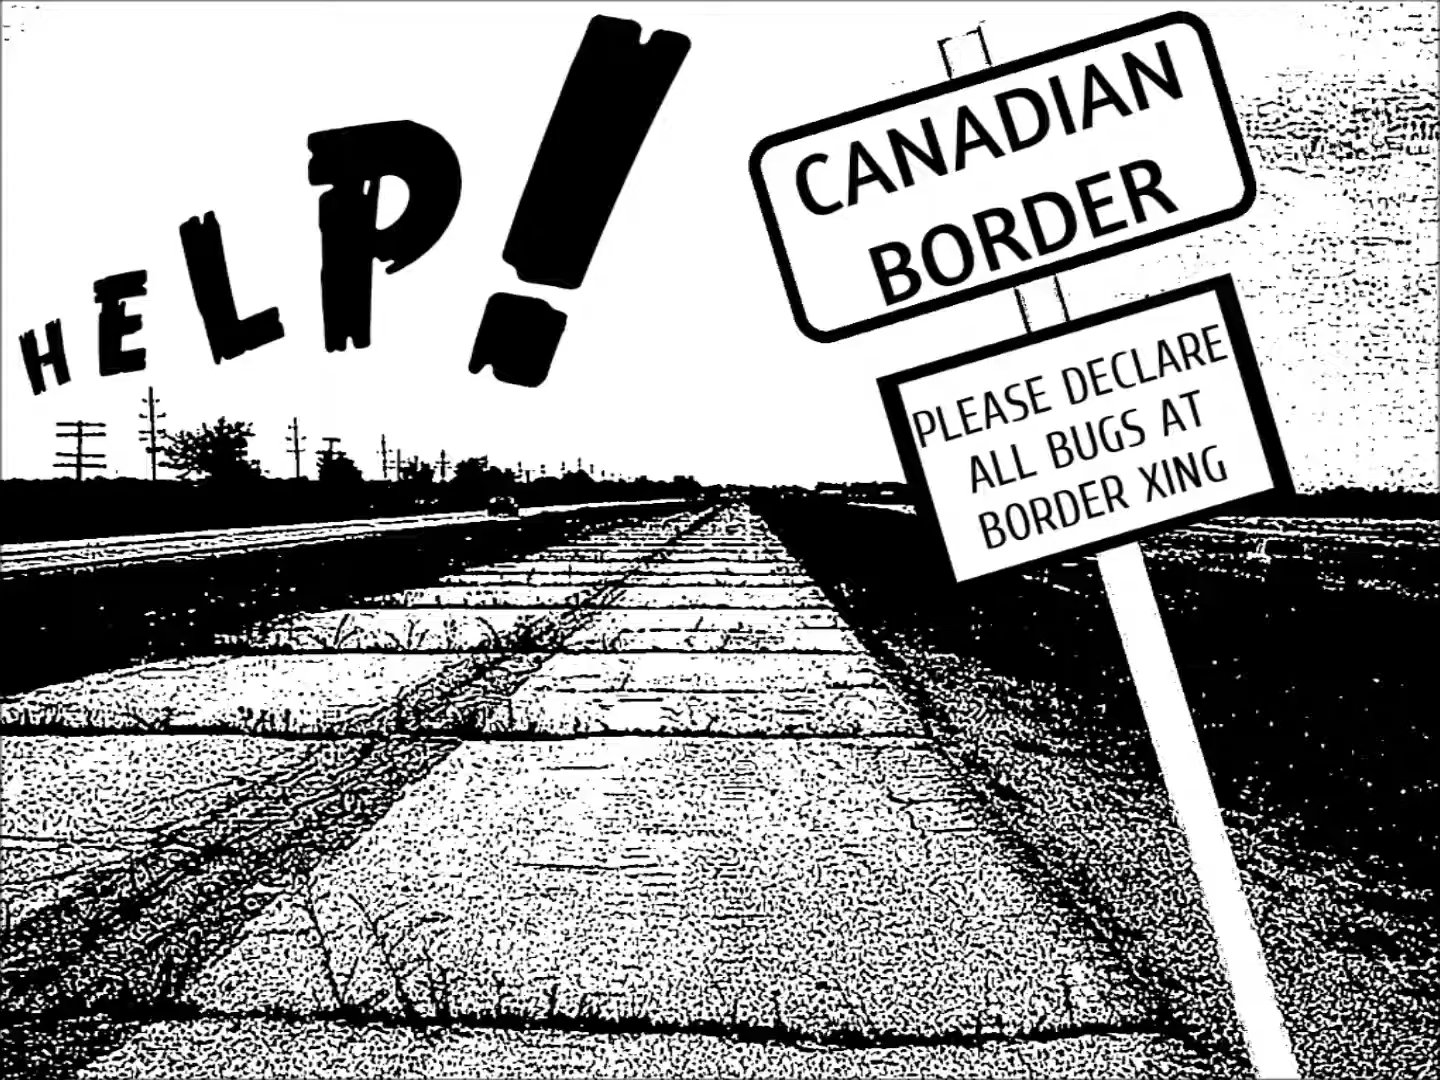 HELP!
CANADIAN
BORDER
PLEASE DECLARE
ALL BUGS AT
BORDER XING